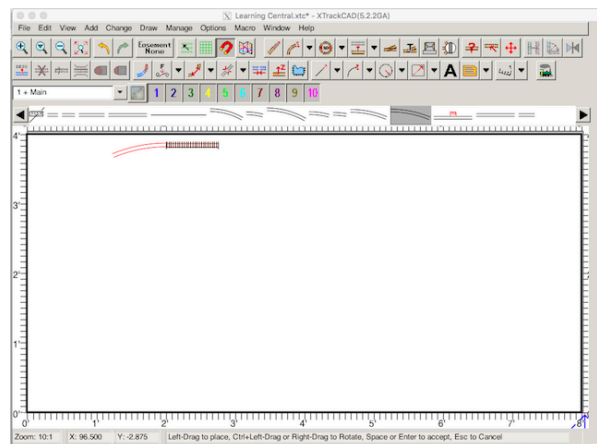 Learning Central.xtc* - XTrackCAD(5.2.2GA)
File Edit View Add Change Draw Manage Options Macro Window Help
Easement
None
A
1 + Main 1 2 3 4 5 6 7 8 9 10
4'
3'
2'
1'
0'
0' 1' 2' 3' 4' 5' 6' 7' 8'
Zoom: 10:1 X: 96.500 Y: -2.875 Left-Drag to place, Ctrl+Left-Drag or Right-Drag to Rotate, Space or Enter to accept, Esc to Cancel